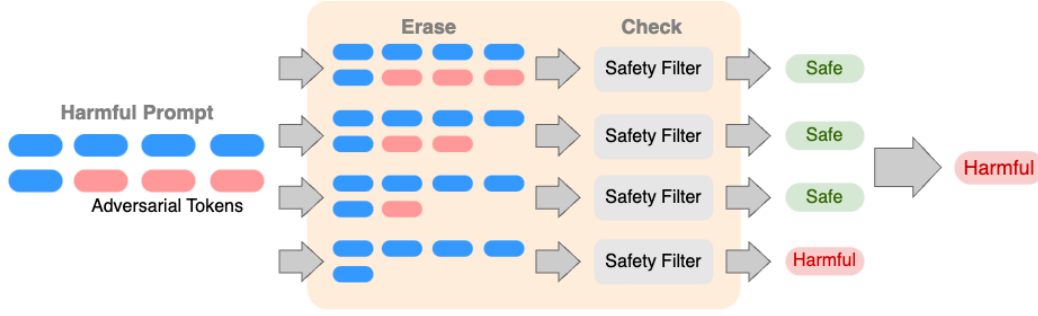 Erase
Check
Harmful Prompt
Adversarial Tokens
Safety Filter
Safe
Safety Filter
Safe
Safety Filter
Safe
Safety Filter
Harmful
Harmful